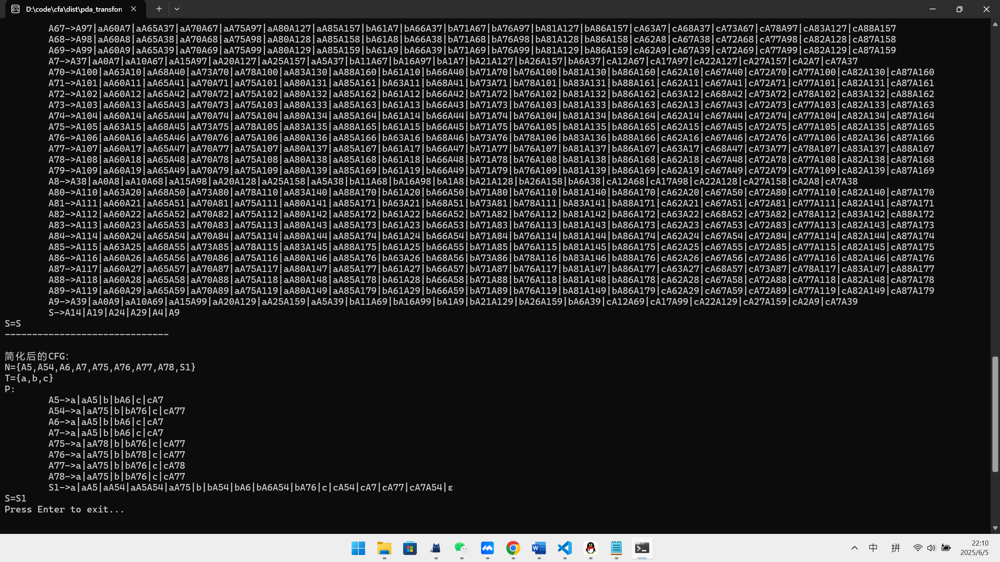 D:\code\cfa\dist\pda_transfor
A67->A97|aA60A7|aA65A37|aA70A67|aA75A97|aA80A127|aA85A157|bA61A7|bA66A37|bA71A67|bA76A97|bA81A127|bA86A157|cA63A7|cA68A37|cA73A67|cA78A97|cA83A127|cA88A157
A68->A98|aA60A8|aA65A38|aA70A68|aA75A98|aA80A128|aA85A158|bA61A8|bA66A38|bA71A68|bA76A98|bA81A128|bA86A158|cA62A8|cA67A38|cA72A68|cA77A98|cA82A128|cA87A158
A69->A99|aA60A9|aA65A39|aA70A69|aA75A99|aA80A129|aA85A159|bA61A9|bA66A39|bA71A69|bA76A99|bA81A129|bA86A159|cA62A9|cA67A39|cA72A69|cA77A99|cA82A129|cA87A159
A7->A37|aA0A7|aA10A67|aA15A97|aA20A127|aA25A157|aA5A37|bA11A67|bA16A97|bA1A7|bA21A127|bA26A157|bA6A37|cA12A67|cA17A97|cA22A127|cA27A157|cA2A7|cA7A37
A70->A100|aA63A10|aA68A40|aA73A70|aA78A100|aA83A130|aA88A160|bA61A10|bA66A40|bA71A70|bA76A100|bA81A130|bA86A160|cA62A10|cA67A40|cA72A70|cA77A100|cA82A130|cA87A160
A71->A101|aA60A11|aA65A41|aA70A71|aA75A101|aA80A131|aA85A161|bA63A11|bA68A41|bA73A71|bA78A101|bA83A131|bA88A161|cA62A11|cA67A41|cA72A71|cA77A101|cA82A131|cA87A161
A72->A102|aA60A12|aA65A42|aA70A72|aA75A102|aA80A132|aA85A162|bA61A12|bA66A42|bA71A72|bA76A102|bA81A132|bA86A162|cA63A12|cA68A42|cA73A72|cA78A102|cA83A132|cA88A162
A73->A103|aA60A13|aA65A43|aA70A73|aA75A103|aA80A133|aA85A163|bA61A13|bA66A43|bA71A73|bA76A103|bA81A133|bA86A163|cA62A13|cA67A43|cA72A73|cA77A103|cA82A133|cA87A163
A74->A104|aA60A14|aA65A44|aA70A74|aA75A104|aA80A134|aA85A164|bA61A14|bA66A44|bA71A74|bA76A104|bA81A134|bA86A164|cA62A14|cA67A44|cA72A74|cA77A104|cA82A134|cA87A164
A75->A105|aA63A15|aA68A45|aA73A75|aA78A105|aA83A135|aA88A165|bA61A15|bA66A45|bA71A75|bA76A105|bA81A135|bA86A165|cA62A15|cA67A45|cA72A75|cA77A105|cA82A135|cA87A165
A76->A106|aA60A16|aA65A46|aA70A76|aA75A106|aA80A136|aA85A166|bA63A16|bA68A46|bA73A76|bA78A106|bA83A136|bA88A166|cA62A16|cA67A46|cA72A76|cA77A106|cA82A136|cA87A166
A77->A107|aA60A17|aA65A47|aA70A77|aA75A107|aA80A137|aA85A167|bA61A17|bA66A47|bA71A77|bA76A107|bA81A137|bA86A167|cA63A17|cA68A47|cA73A77|cA78A107|cA83A137|cA88A167
A78->A108|aA60A18|aA65A48|aA70A78|aA75A108|aA80A138|aA85A168|bA61A18|bA66A48|bA71A78|bA76A108|bA81A138|bA86A168|cA62A18|cA67A48|cA72A78|cA77A108|cA82A138|cA87A168
A79->A109|aA60A19|aA65A49|aA70A79|aA75A109|aA80A139|aA85A169|bA61A19|bA66A49|bA71A79|bA76A109|bA81A139|bA86A169|cA62A19|cA67A49|cA72A79|cA77A109|cA82A139|cA87A169
A8->A38|aA0A8|aA10A68|aA15A98|aA20A128|aA25A158|aA5A38|bA11A68|bA16A98|bA1A8|bA21A128|bA26A158|bA6A38|cA12A68|cA17A98|cA22A128|cA27A158|cA2A8|cA7A38
A80->A110|aA63A20|aA68A50|aA73A80|aA78A110|aA83A140|aA88A170|bA61A20|bA66A50|bA71A80|bA76A110|bA81A140|bA86A170|cA62A20|cA67A50|cA72A80|cA77A110|cA82A140|cA87A170
A81->A111|aA60A21|aA65A51|aA70A81|aA75A111|aA80A141|aA85A171|bA63A21|bA68A51|bA73A81|bA78A111|bA83A141|bA88A171|cA62A21|cA67A51|cA72A81|cA77A111|cA82A141|cA87A171
A82->A112|aA60A22|aA65A52|aA70A82|aA75A112|aA80A142|aA85A172|bA61A22|bA66A52|bA71A82|bA76A112|bA81A142|bA86A172|cA63A22|cA68A52|cA73A82|cA78A112|cA83A142|cA88A172
A83->A113|aA60A23|aA65A53|aA70A83|aA75A113|aA80A143|aA85A173|bA61A23|bA66A53|bA71A83|bA76A113|bA81A143|bA86A173|cA62A23|cA67A53|cA72A83|cA77A113|cA82A143|cA87A173
A84->A114|aA60A24|aA65A54|aA70A84|aA75A114|aA80A144|aA85A174|bA61A24|bA66A54|bA71A84|bA76A114|bA81A144|bA86A174|cA62A24|cA67A54|cA72A84|cA77A114|cA82A144|cA87A174
A85->A115|aA63A25|aA68A55|aA73A85|aA78A115|aA83A145|aA88A175|bA61A25|bA66A55|bA71A85|bA76A115|bA81A145|bA86A175|cA62A25|cA67A55|cA72A85|cA77A115|cA82A145|cA87A175
A86->A116|aA60A26|aA65A56|aA70A86|aA75A116|aA80A146|aA85A176|bA63A26|bA68A56|bA73A86|bA78A116|bA83A146|bA88A176|cA62A26|cA67A56|cA72A86|cA77A116|cA82A146|cA87A176
A87->A117|aA60A27|aA65A57|aA70A87|aA75A117|aA80A147|aA85A177|bA61A27|bA66A57|bA71A87|bA76A117|bA81A147|bA86A177|cA63A27|cA68A57|cA73A87|cA78A117|cA83A147|cA88A177
A88->A118|aA60A28|aA65A58|aA70A88|aA75A118|aA80A148|aA85A178|bA61A28|bA66A58|bA71A88|bA76A118|bA81A148|bA86A178|cA62A28|cA67A58|cA72A88|cA77A118|cA82A148|cA87A178
A89->A119|aA60A29|aA65A59|aA70A89|aA75A119|aA80A149|aA85A179|bA61A29|bA66A59|bA71A89|bA76A119|bA81A149|bA86A179|cA62A29|cA67A59|cA72A89|cA77A119|cA82A149|cA87A179
A9->A39|aA0A9|aA10A69|aA15A99|aA20A129|aA25A159|aA5A39|bA11A69|bA16A99|bA1A9|bA21A129|bA26A159|bA6A39|cA12A69|cA17A99|cA22A129|cA27A159|cA2A9|cA7A39
S->A14|A19|A24|A29|A4|A9
S=S
------------------------------
简化后的CFG:
N={A5,A54,A6,A7,A75,A76,A77,A78,S1}
T={a,b,c}
P:
A5->a|aA5|b|bA6|c|cA7
A54->a|aA75|b|bA76|c|cA77
A6->a|aA5|b|bA6|c|cA7
A7->a|aA5|b|bA6|c|cA7
A75->a|aA78|b|bA76|c|cA77
A76->a|aA75|b|bA78|c|cA77
A77->a|aA75|b|bA76|c|cA78
A78->a|aA75|b|bA76|c|cA77
S1->a|aA5|aA54|aA5A54|aA75|b|bA54|bA6|bA6A54|bA76|c|cA54|cA7|cA77|cA7A54|ε
S=S1
Press Enter to exit...
中 拼 22:10
2025/6/5